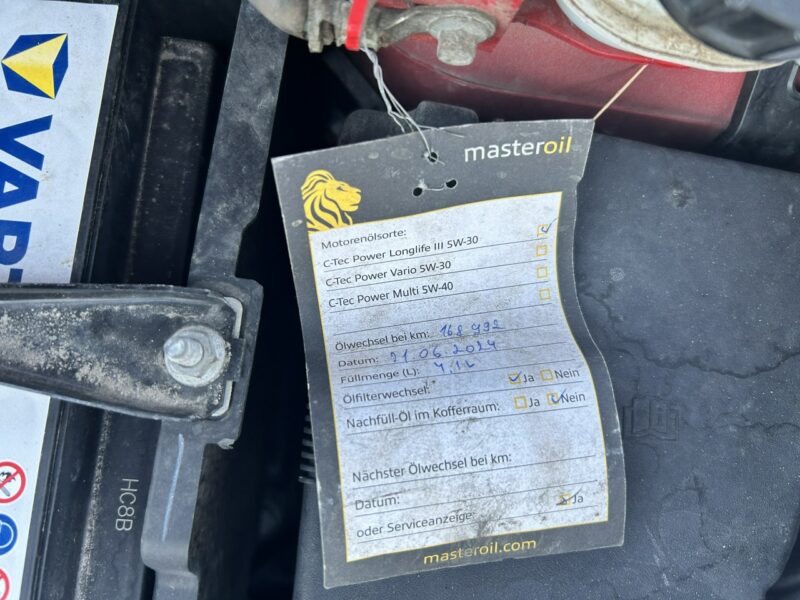 VART
HC8B
masteroil
Motorenölsorte:
C-Tec Power Longlife III 5W-30
C-Tec Power Vario 5W-30
C-Tec Power Multi 5W-40
Ölwechsel bei km: 168 992
Datum: 21.06.2024
Füllmenge (L): 4,1L
Ölfilterwechsel: Ja Nein
Nachfüll-Öl im Kofferraum: Ja Nein
Nächster Ölwechsel bei km:
Datum:
oder Serviceanzeige: Ja
masteroil.com